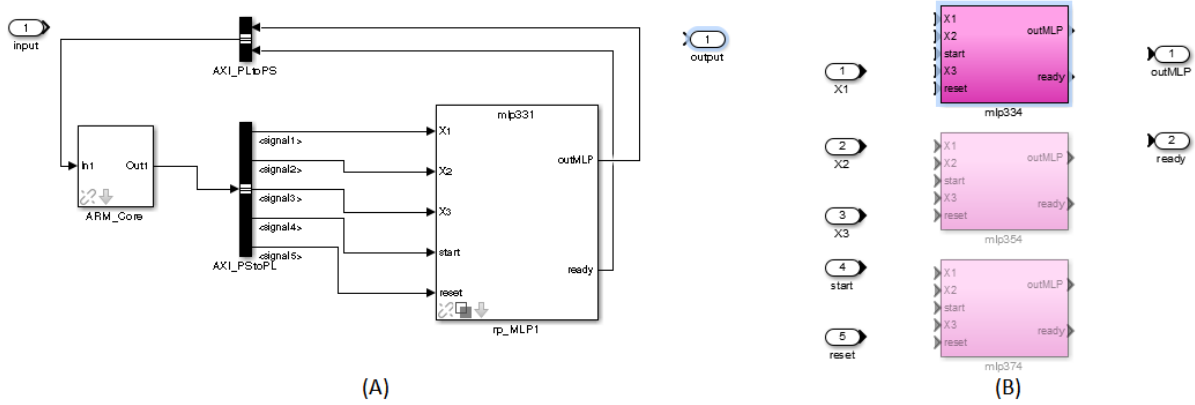 1
input
AXI_PLtoPS
In1
Out1
ARM_Core
<signal1>
<signal2>
<signal3>
<signal4>
<signal5>
AXI_PStoPL
mlp331
X1
X2
X3
start
reset
outMLP
ready
rp_MLP1
1
output
(A)
1
X1
2
X2
3
X3
4
start
5
reset
X1
X2
start
X3
reset
outMLP
ready
mlp334
X1
X2
start
X3
reset
outMLP
ready
mlp354
X1
X2
start
X3
reset
outMLP
ready
mlp374
1
outMLP
2
ready
(B)